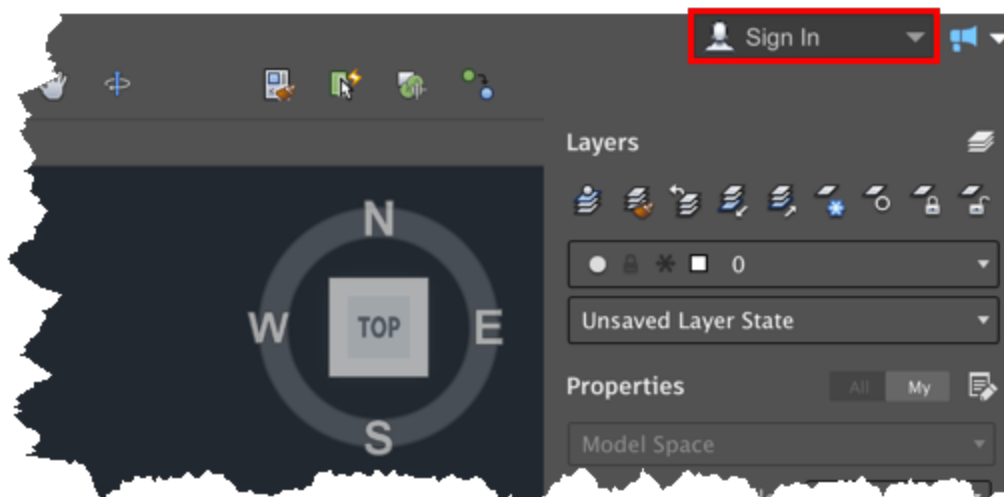 Sign In
Layers
N
0
W TOP E
Unsaved Layer State
Properties All My
S
Model Space